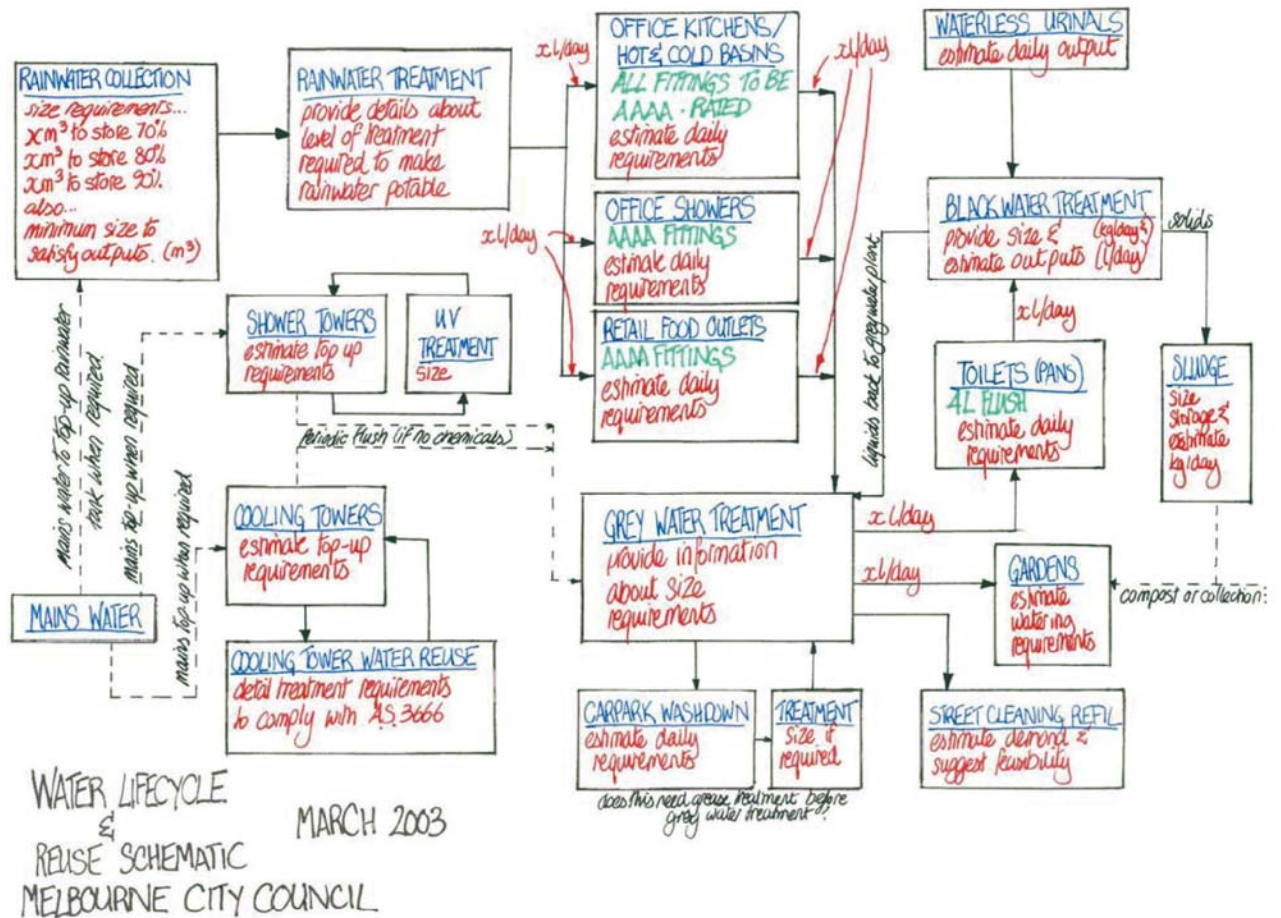 RAINWATER COLLECTION
size requirements...
xm³ to store 70%
xm³ to store 80%
xm³ to store 90%
also...
minimum size to
satisfy outputs. (m³)
RAINWATER TREATMENT
provide details about
level of treatment
required to make
rainwater potable
xl/day
xl/day
OFFICE KITCHENS/
HOT & COLD BASINS
ALL FITTINGS TO BE
AAAA - RATED
estimate daily
requirements
xl/day
OFFICE SHOWERS
AAAA FITTINGS
estimate daily
requirements
RETAIL FOOD OUTLETS
AAAA FITTINGS
estimate daily
requirements
WATERLESS URINALS
estimate daily output
BLACK WATER TREATMENT
provide size & (kg/day &)
estimate outputs (l/day)
solids
liquids back to grey water plant
xl/day
TOILETS (PANS)
4L FLUSH
estimate daily
requirements
SLUDGE
size
storage &
estimate
kg/day
SHOWER TOWERS
estimate top up
requirements
UV
TREATMENT
size
Periodic flush (if no chemicals)
mains water to top-up rainwater
tank when required.
mains top-up when required
mains top-up when required
COOLING TOWERS
estimate top-up
requirements
MAINS WATER
COOLING TOWER WATER REUSE
detail treatment requirements
to comply with A.S. 3666
GREY WATER TREATMENT
provide information
about size
requirements
xl/day
xl/day
GARDENS
estimate
watering
requirements
compost or collection
CARPARK WASHDOWN
estimate daily
requirements
TREATMENT
size if
required
does this need grease treatment before
grey water treatment?
STREET CLEANING REFIL
estimate demand &
suggest feasibility
WATER LIFECYCLE
&
REUSE SCHEMATIC
MELBOURNE CITY COUNCIL
MARCH 2003